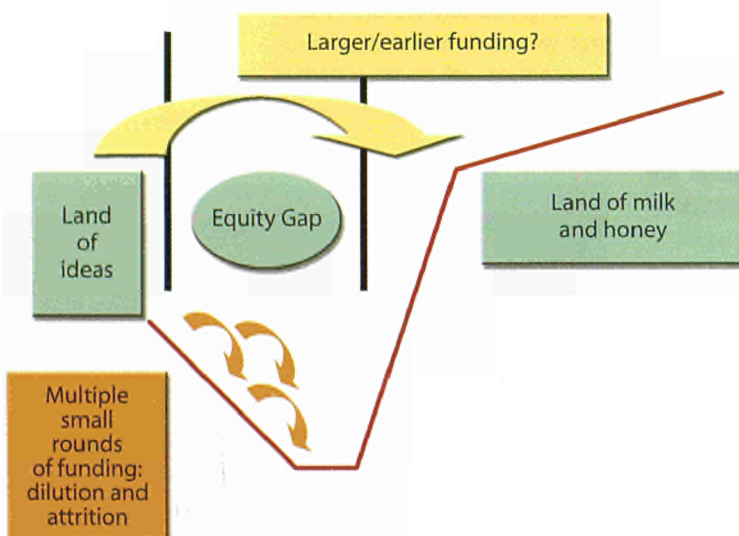 Larger/earlier funding?
Land
of
ideas
Equity Gap
Land of milk
and honey
Multiple
small
rounds
of funding:
dilution and
attrition